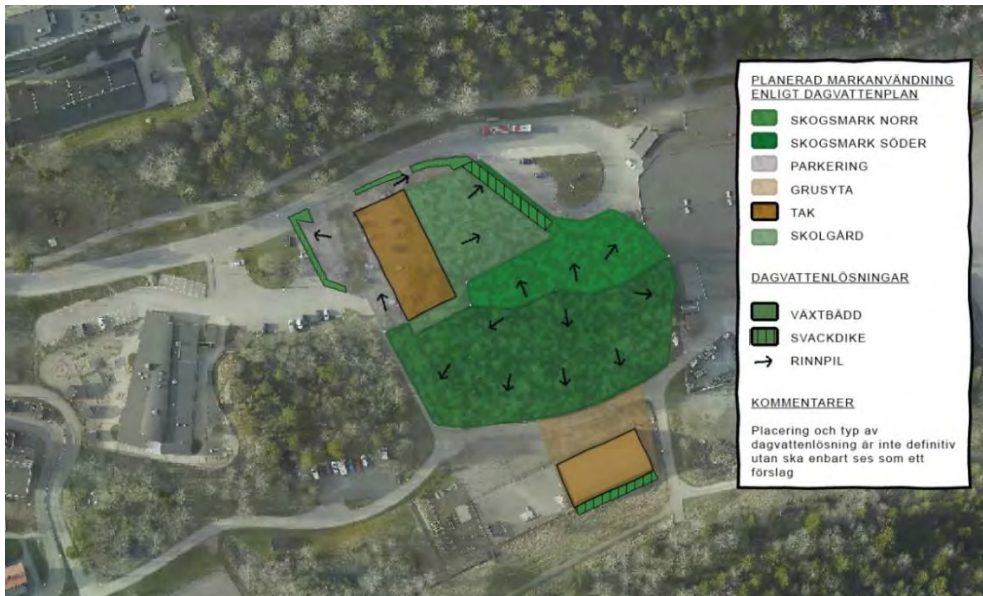 PLANERAD MARKANVÄNDNING
ENLIGT DAGVATTENPLAN
SKOGSMARK NORR
SKOGSMARK SÖDER
PARKERING
GRUSYTA
TAK
SKOLGÅRD
DAGVATTENLÖSNINGAR
VÄXTBÄDD
SVACKDIKE
RINNPIL
KOMMENTARER
Placering och typ av
dagvattenlösning är inte definitiv
utan ska enbart ses som ett
förslag